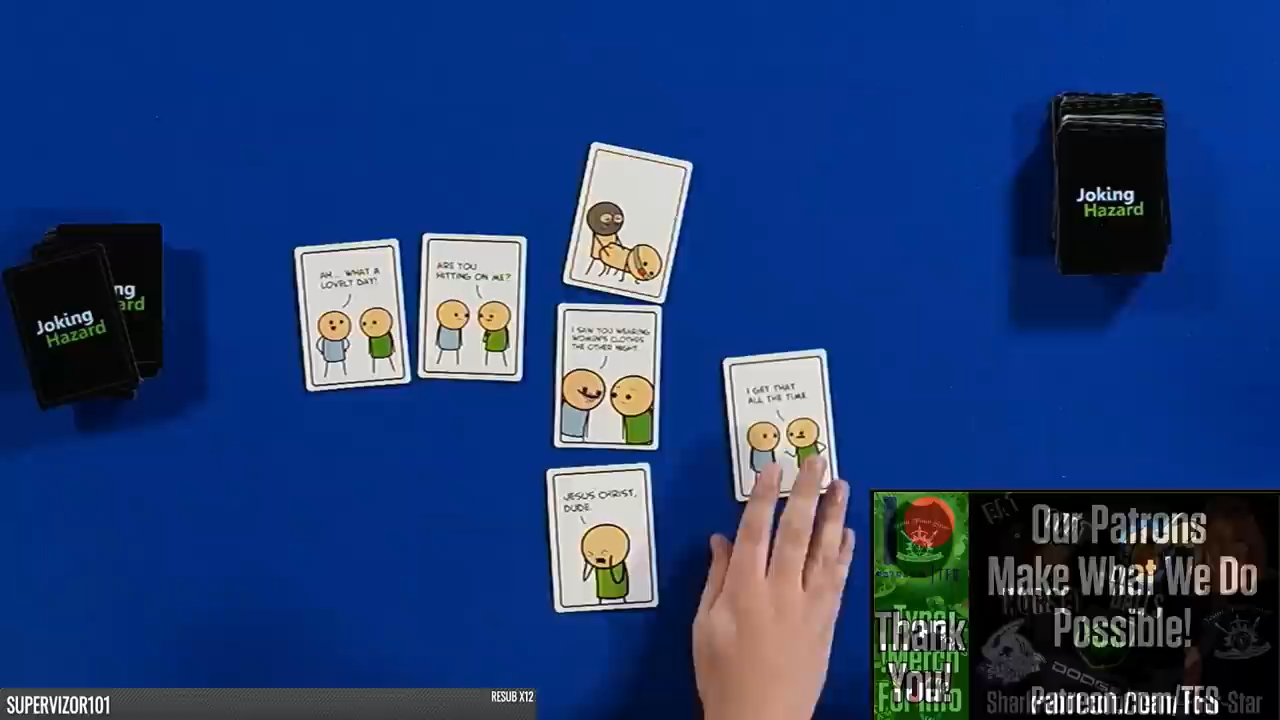 Joking
Hazard
ng
ard
AH... WHAT A
LOVELY DAY!
ARE YOU
HITTING ON ME?
I SAW YOU WEARING
WOMEN'S CLOTHES
THE OTHER NIGHT.
JESUS CHRIST,
DUDE.
I GET THAT
ALL THE TIME.
Joking
Hazard
Thank
You!
Our Patrons
Make What We Do
Possible!
Patreon.com/TFS
SUPERVIZOR101
RESUB X12